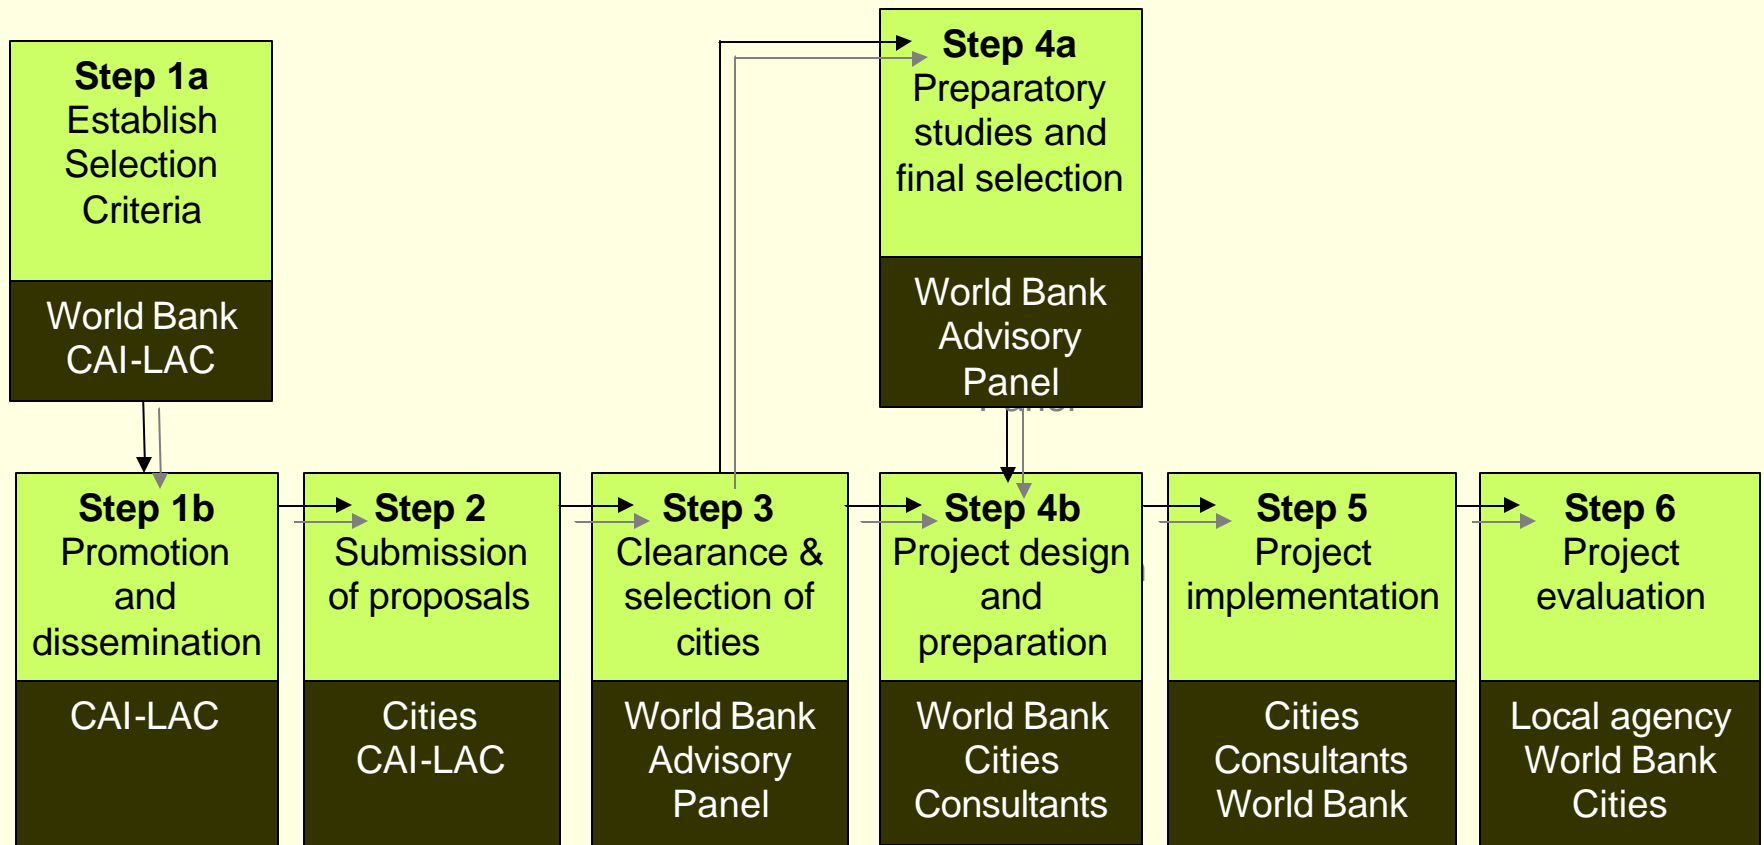 Step 1a
Establish
Selection
Criteria
World Bank
CAI-LAC
Step 4a
Preparatory
studies and
final selection
World Bank
Advisory
Panel
Step 1b
Promotion
and
dissemination
CAI-LAC
Step 2
Submission
of proposals
Cities
CAI-LAC
Step 3
Clearance &
selection of
cities
World Bank
Advisory
Panel
Step 4b
Project design
and
preparation
World Bank
Cities
Consultants
Step 5
Project
implementation
Cities
Consultants
World Bank
Step 6
Project
evaluation
Local agency
World Bank
Cities